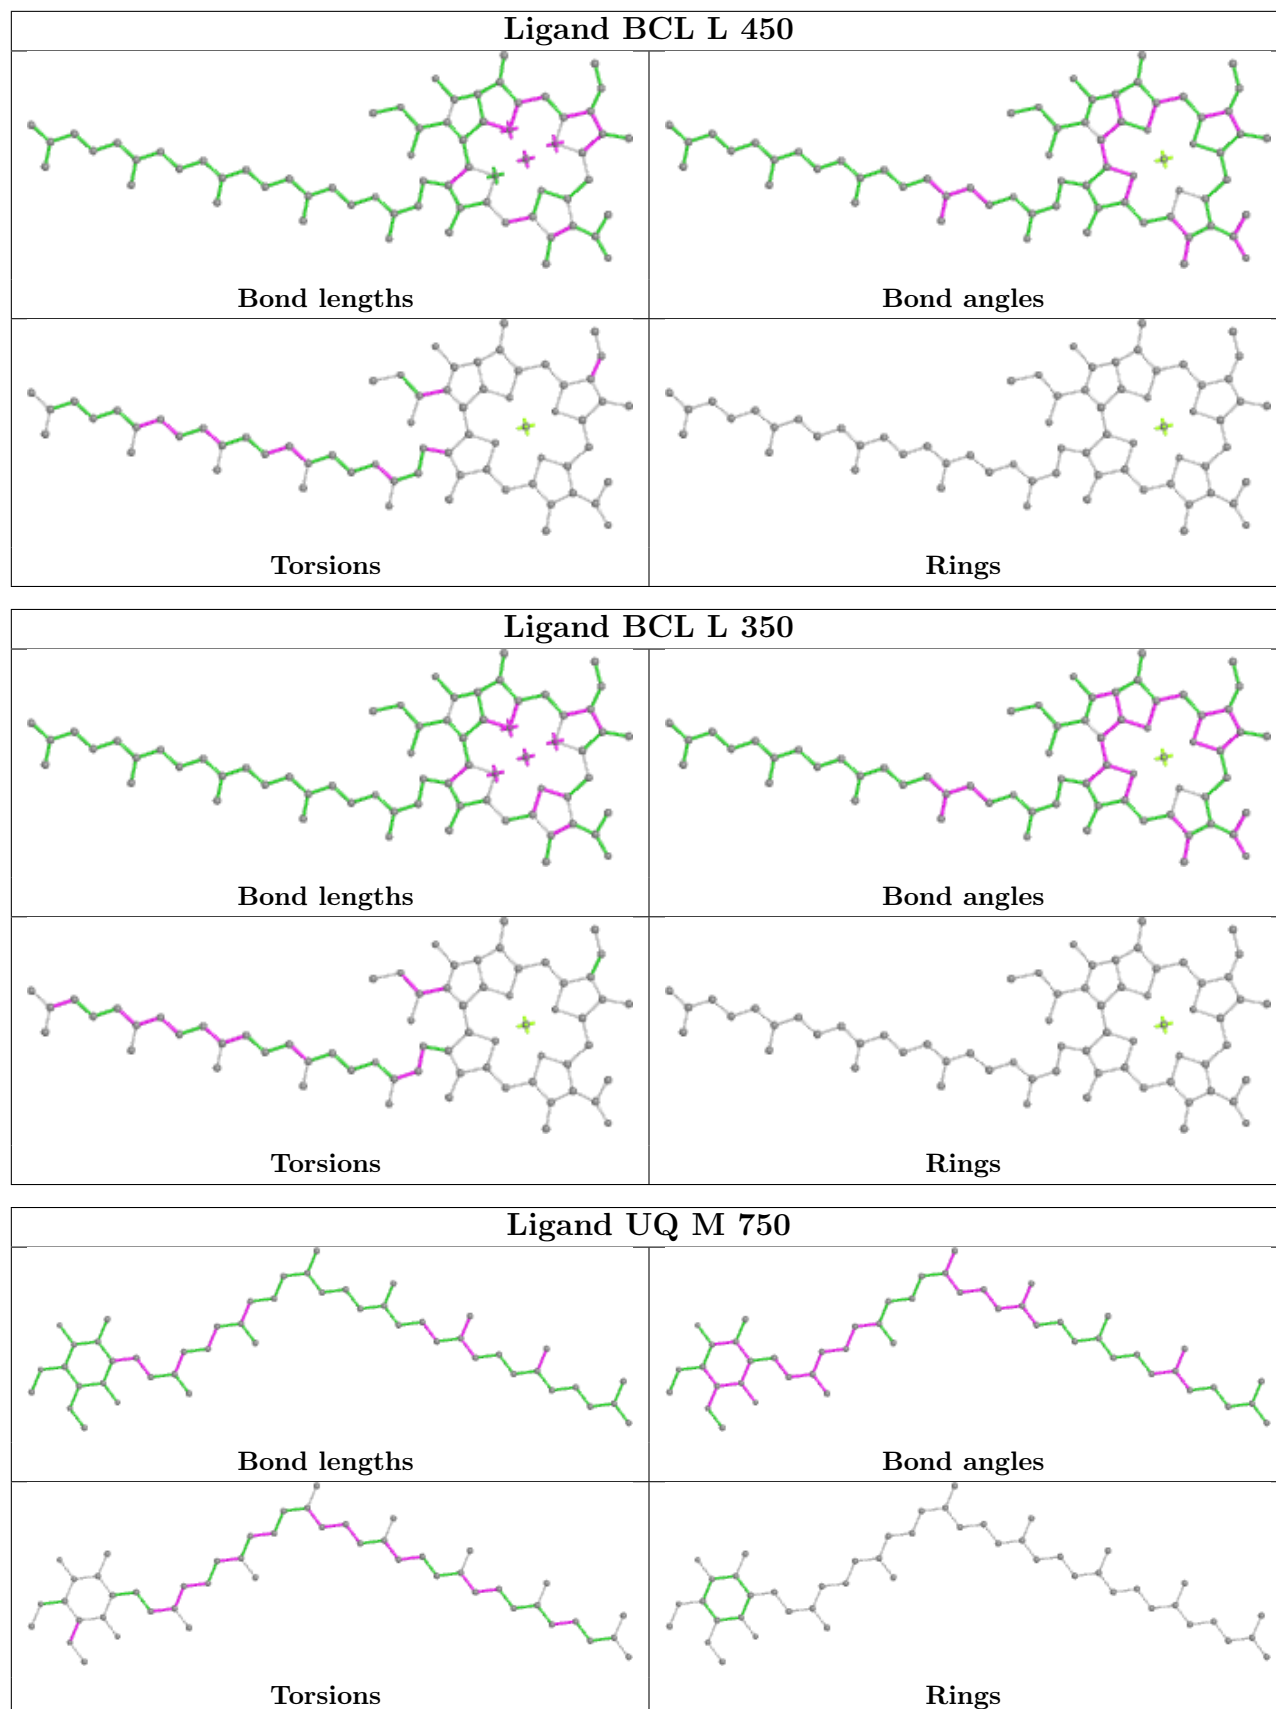 Ligand BCL L 450
Bond lengths
Bond angles
Torsions
Rings
Ligand BCL L 350
Bond lengths
Bond angles
Torsions
Rings
Ligand UQ M 750
Bond lengths
Bond angles
Torsions
Rings